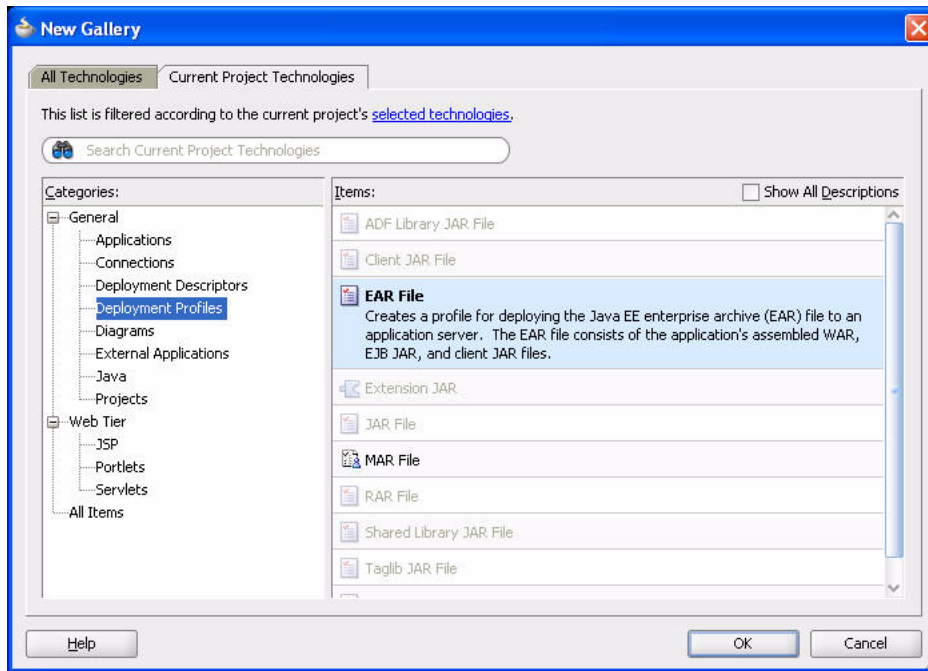 New Gallery
All Technologies
Current Project Technologies
This list is filtered according to the current project's selected technologies.
Search Current Project Technologies
Categories:
General
Applications
Connections
Deployment Descriptors
Deployment Profiles
Diagrams
External Applications
Java
Projects
Web Tier
JSP
Portlets
Servlets
All Items
Items:
Show All Descriptions
ADF Library JAR File
Client JAR File
EAR File
Creates a profile for deploying the Java EE enterprise archive (EAR) file to an
application server. The EAR file consists of the application's assembled WAR,
EJB JAR, and client JAR files.
Extension JAR
JAR File
MAR File
RAR File
Shared Library JAR File
Taglib JAR File
Help
OK
Cancel